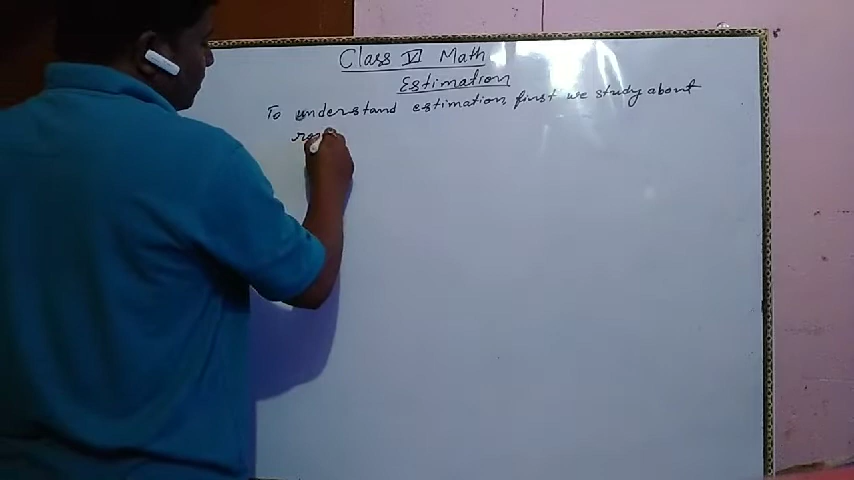 Class VI Math
Estimation
To understand estimation first we study about